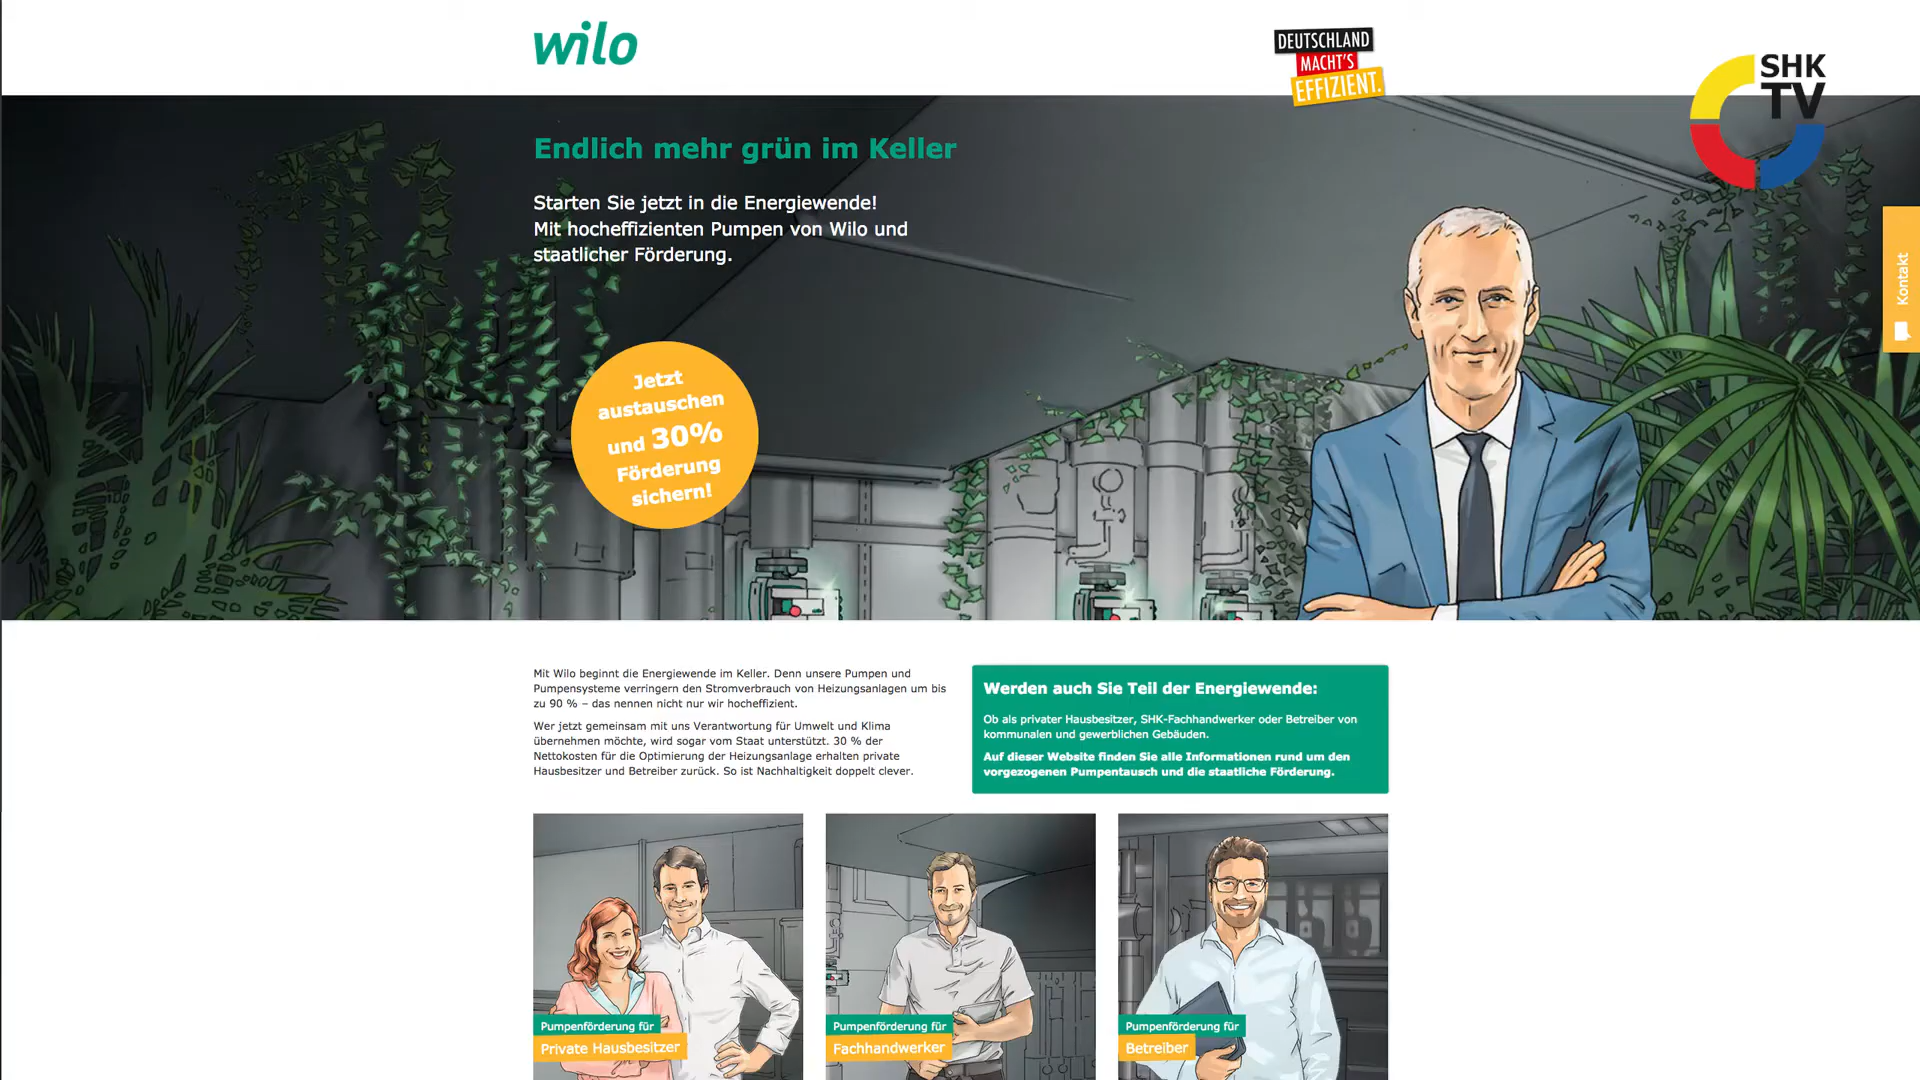 wilo
DEUTSCHLAND
MACHT'S
EFFIZIENT.
SHK
TV
Endlich mehr grün im Keller
Starten Sie jetzt in die Energiewende!
Mit hocheffizienten Pumpen von Wilo und
staatlicher Förderung.
Kontakt
Jetzt
austauschen
und 30%
Förderung
sichern!
Mit Wilo beginnt die Energiewende im Keller. Denn unsere Pumpen und
Pumpensysteme verringern den Stromverbrauch von Heizungsanlagen um bis
zu 90 % – das nennen nicht nur wir hocheffizient.
Wer jetzt gemeinsam mit uns Verantwortung für Umwelt und Klima
übernehmen möchte, wird sogar vom Staat unterstützt. 30 % der
Nettokosten für die Optimierung der Heizungsanlage erhalten private
Hausbesitzer und Betreiber zurück. So ist Nachhaltigkeit doppelt clever.
Werden auch Sie Teil der Energiewende:
Ob als privater Hausbesitzer, SHK-Fachhandwerker oder Betreiber von
kommunalen und gewerblichen Gebäuden.
Auf dieser Website finden Sie alle Informationen rund um den
vorgezogenen Pumpentausch und die staatliche Förderung.
Pumpenförderung für
Private Hausbesitzer
Pumpenförderung für
Fachhandwerker
Pumpenförderung für
Betreiber